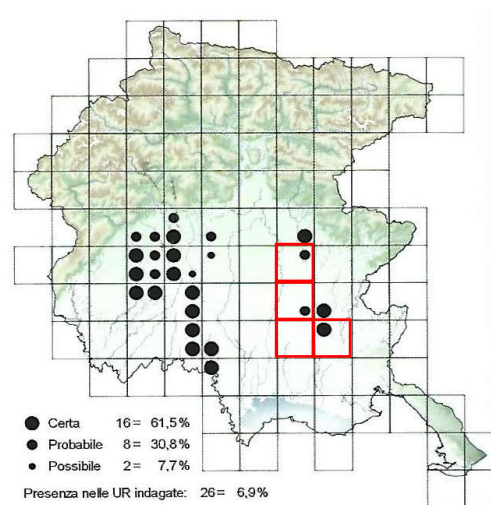 Certa 16= 61,5%
Probabile 8= 30,8%
Possibile 2= 7,7%
Presenza nelle UR indagate: 26= 6,9%